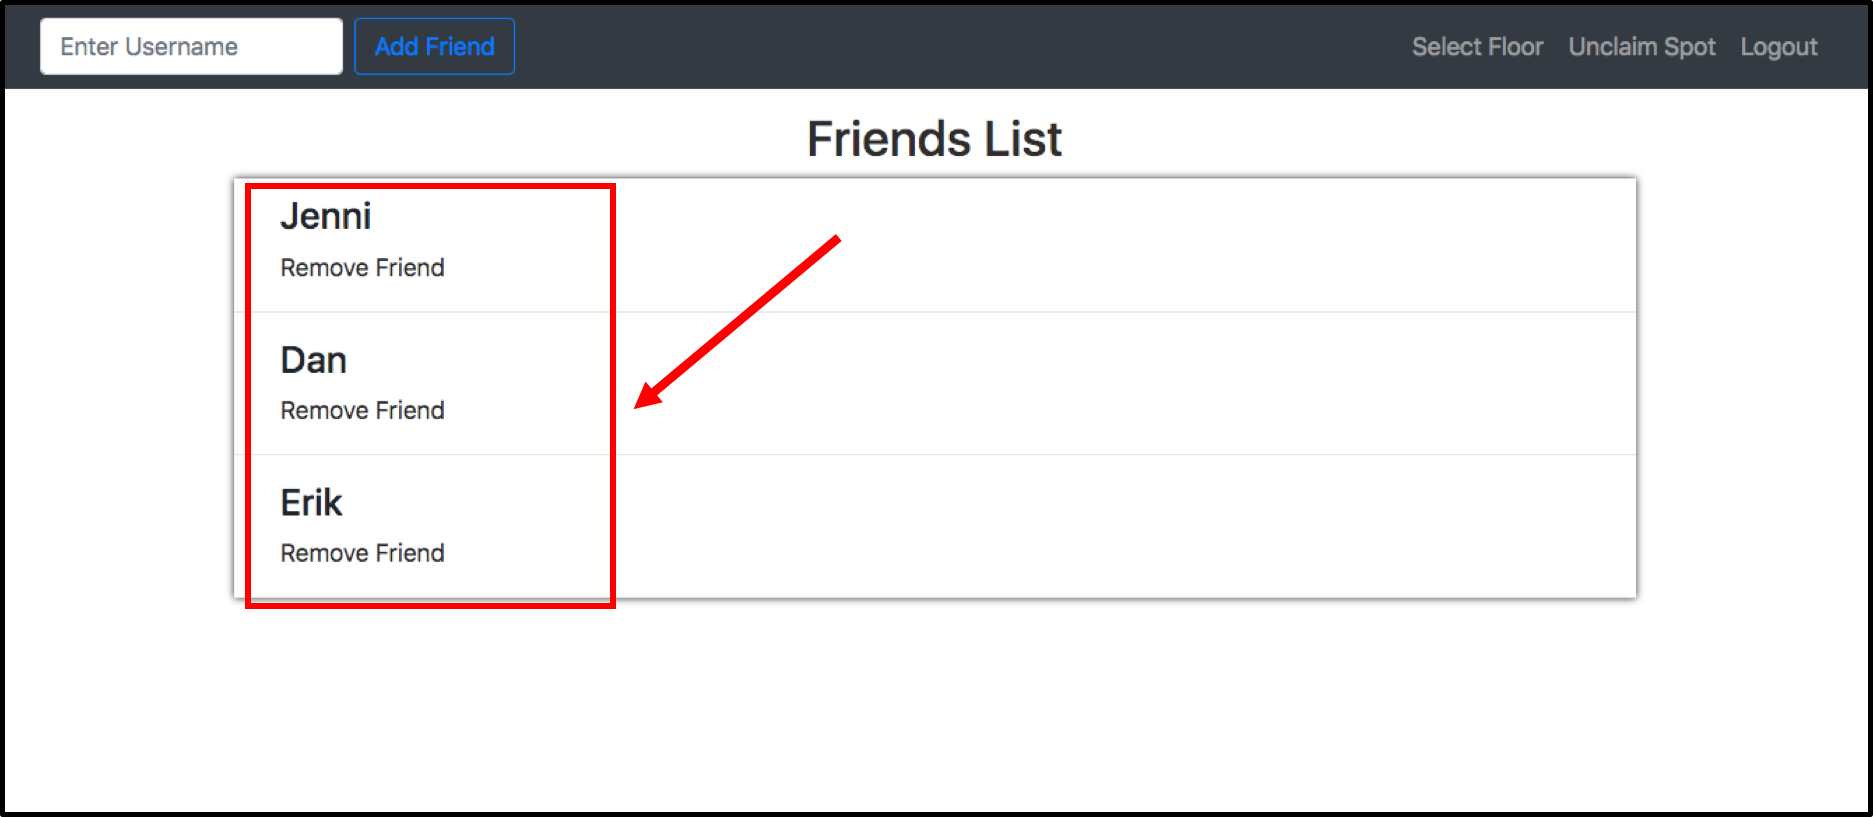 Enter Username Add Friend Select Floor Unclaim Spot Logout
Friends List
Jenni
Remove Friend
Dan
Remove Friend
Erik
Remove Friend